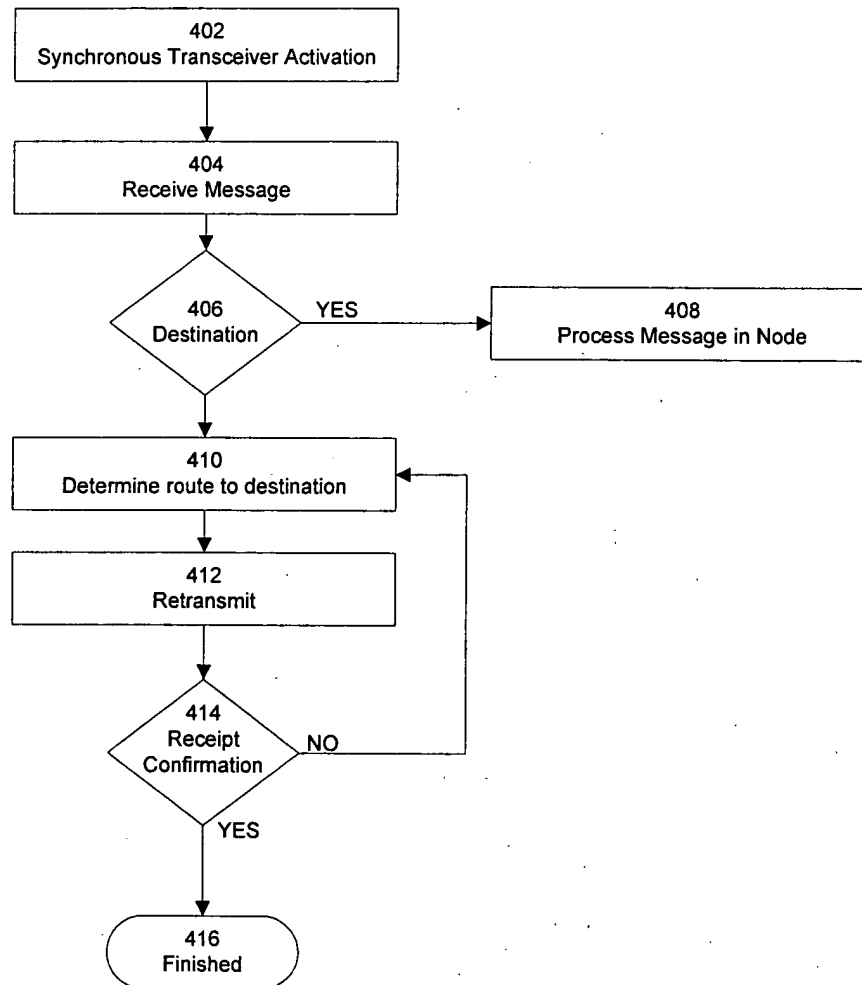 402
Synchronous Transceiver Activation
404
Receive Message
406
Destination
YES
408
Process Message in Node
410
Determine route to destination
412
Retransmit
414
Receipt
Confirmation
NO
YES
416
Finished